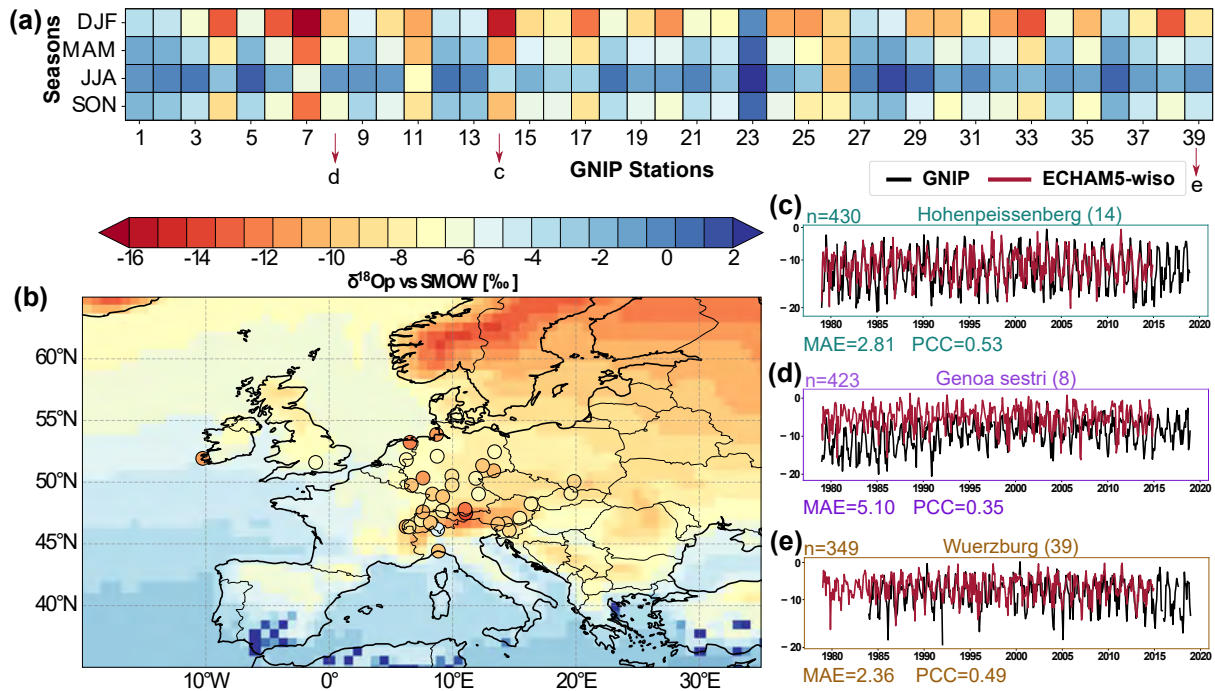 (a)
Seasons
DJF
MAM
JJA
SON
1 3 5 7 9 11 13 15 17 19 21 23 25 27 29 31 33 35 37 39
d c e
GNIP Stations
GNIP ECHAM5-wiso
-16 -14 -12 -10 -8 -6 -4 -2 0 2
δ¹⁸Op vs SMOW [‰]
(b)
60°N
55°N
50°N
45°N
40°N
10°W 0° 10°E 20°E 30°E
(c)
n=430 Hohenpeissenberg (14)
0
−10
−20
1980 1985 1990 1995 2000 2005 2010 2015 2020
MAE=2.81 PCC=0.53
(d)
n=423 Genoa sestri (8)
0
−10
−20
1980 1985 1990 1995 2000 2005 2010 2015 2020
MAE=5.10 PCC=0.35
(e)
n=349 Wuerzburg (39)
0
−10
−20
1980 1985 1990 1995 2000 2005 2010 2015 2020
MAE=2.36 PCC=0.49